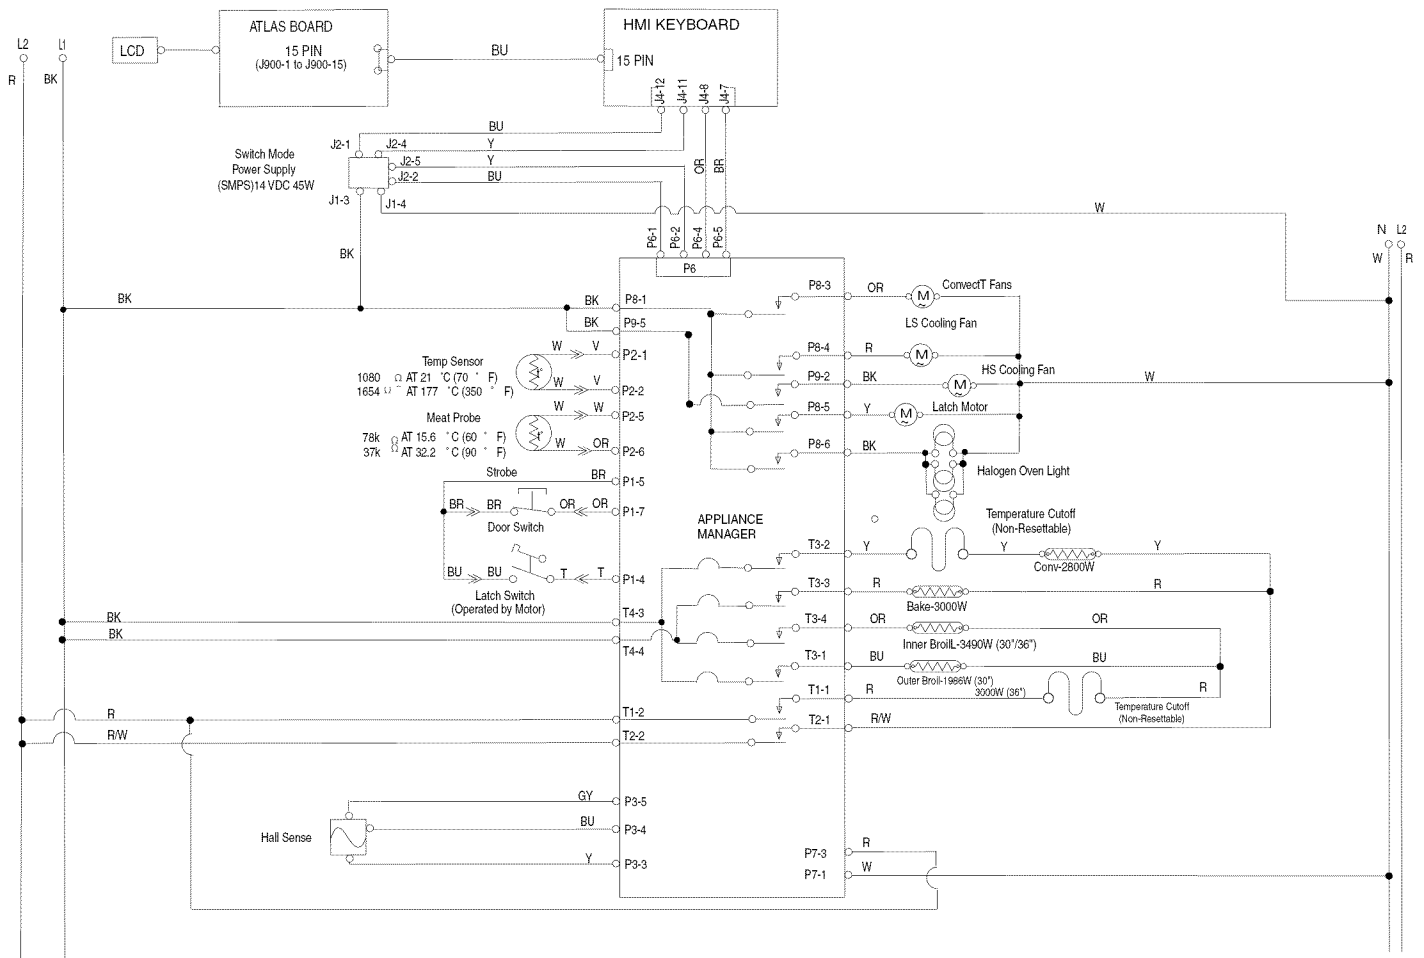 ATLAS BOARD
HMI KEYBOARD
L2
L1
LCD
15 PIN
(J900-1 to J900-15)
BU
15 PIN
R
BK
J4-12
J4-11
J4-8
J4-7
BU
J2-1
J2-4
Y
Switch Mode
Power Supply
(SMPS)14 VDC 45W
J2-5
Y
J2-2
BU
OR
BR
J1-3
J1-4
W
BK
P6-1
P6-2
P6-4
P6-5
N
L2
W
R
P6
BK
BK
P8-1
P8-3
OR
M
ConvectT Fans
BK
P9-5
LS Cooling Fan
Temp Sensor
W
V
P2-1
P8-4
R
M
1080 Ω AT 21 °C (70 ° F)
1654 Ω AT 177 °C (350 ° F)
t°
W
V
P2-2
P9-2
BK
M
HS Cooling Fan
W
Meat Probe
W
W
P2-5
P8-5
Y
M
Latch Motor
78k Ω AT 15.6 °C (60 ° F)
37k Ω AT 32.2 °C (90 ° F)
t°
W
OR
P2-6
P8-6
BK
Halogen Oven Light
Strobe
BR
P1-5
BR
BR
OR
OR
P1-7
Door Switch
APPLIANCE
MANAGER
Temperature Cutoff
(Non-Resettable)
T3-2
Y
Y
Y
Conv-2800W
BU
BU
T
T
P1-4
Latch Switch
(Operated by Motor)
T3-3
R
R
Bake-3000W
BK
T4-3
T3-4
OR
OR
Inner BroilL-3490W (30"/36")
BK
T4-4
T3-1
BU
BU
Outer Broil-1986W (30")
3000W (36")
T1-1
R
R
Temperature Cutoff
(Non-Resettable)
R
T1-2
T2-1
R/W
R/W
T2-2
GY
P3-5
Hall Sense
BU
P3-4
Y
P3-3
P7-3
R
P7-1
W